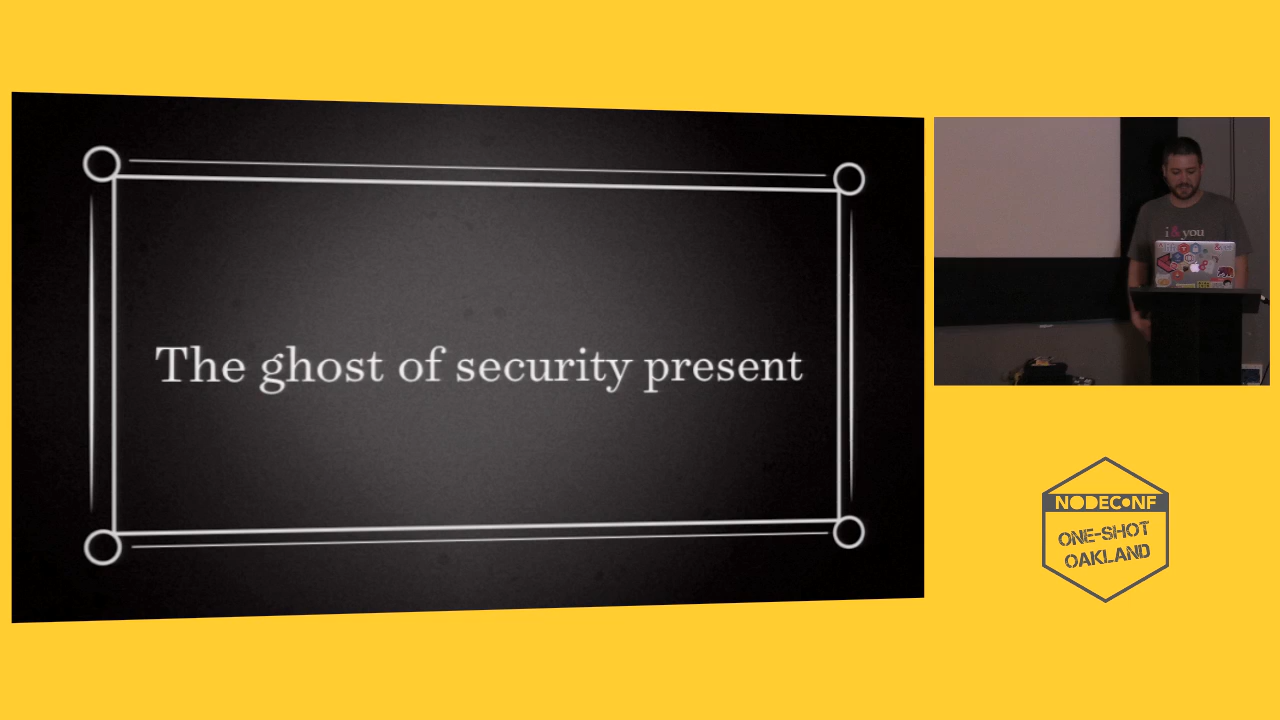 The ghost of security present
i & you
NODECONF
ONE-SHOT
OAKLAND